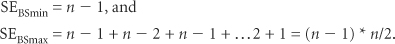 SE_BSmin = n − 1, and
SE_BSmax = n − 1 + n − 2 + n − 1 + …2 + 1 = (n − 1) * n/2.